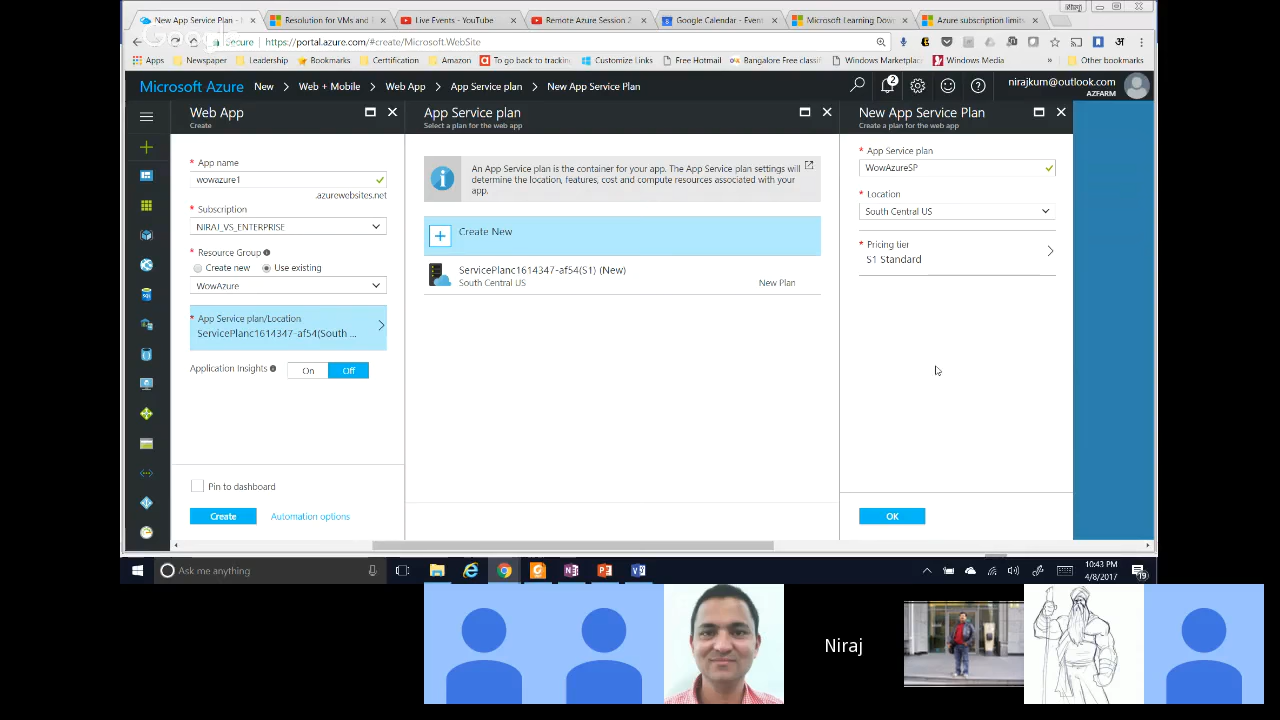 Niraj
New App Service Plan -
Resolution for VMs and
Live Events - YouTube
Remote Azure Session 2
Google Calendar - Event
Microsoft Learning Dow
Azure subscription limit
Google
Secure https://portal.azure.com/#create/Microsoft.WebSite
Apps Newspaper Leadership Bookmarks Certification Amazon To go back to tracking Customize Links Free Hotmail Bangalore Free classif Windows Marketplac Windows Media » Other bookmarks
Microsoft Azure New > Web + Mobile > Web App > App Service plan > New App Service Plan
2
nirajkum@outlook.com
AZFARM
Web App
Create
* App name
wowazure1
.azurewebsites.net
* Subscription
NIRAJ_VS_ENTERPRISE
* Resource Group
Create new Use existing
WowAzure
* App Service plan/Location
ServicePlanc1614347-af54(South ...
Application Insights On Off
Pin to dashboard
Create Automation options
App Service plan
Select a plan for the web app
An App Service plan is the container for your app. The App Service plan settings will
determine the location, features, cost and compute resources associated with your
app.
Create New
ServicePlanc1614347-af54(S1) (New)
South Central US New Plan
New App Service Plan
Create a plan for the web app
* App Service plan
WowAzureSP
* Location
South Central US
* Pricing tier
S1 Standard
OK
Ask me anything
10:43 PM
4/8/2017
19
Niraj